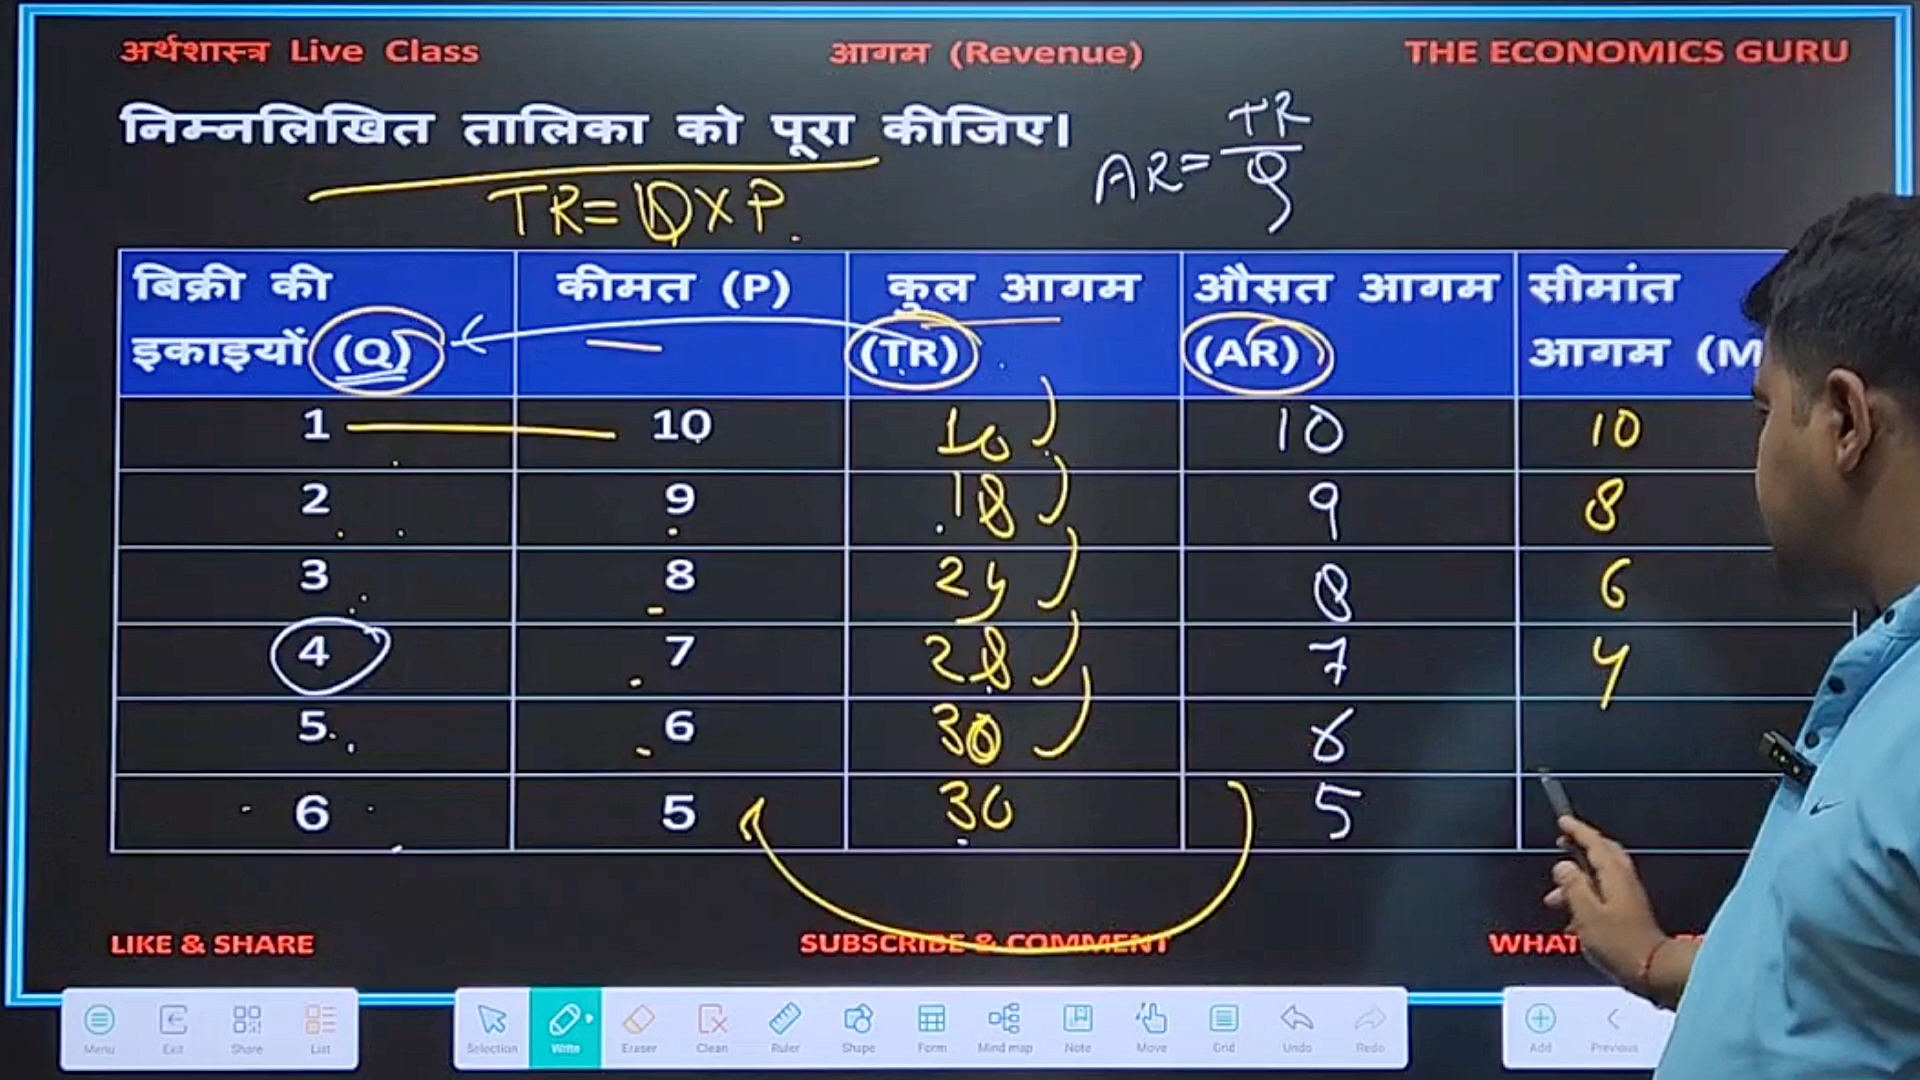 अर्थशास्त्र Live Class
आगम (Revenue)
THE ECONOMICS GURU
निम्नलिखित तालिका को पूरा कीजिए।
AR = TR / Q
TR = Q X P
बिक्री की इकाइयों (Q) कीमत (P) कुल आगम (TR) औसत आगम (AR) सीमांत आगम (M
1 10 10 10 10
2 9 18 9 8
3 8 24 8 6
4 7 28 7 4
5 6 30 6
6 5 30 5
LIKE & SHARE
SUBSCRIBE & COMMENT
WHAT
Menu Exit Share List Selection Write Eraser Clean Ruler Shape Form Mind map Note Move Grid Undo Redo Add Previous